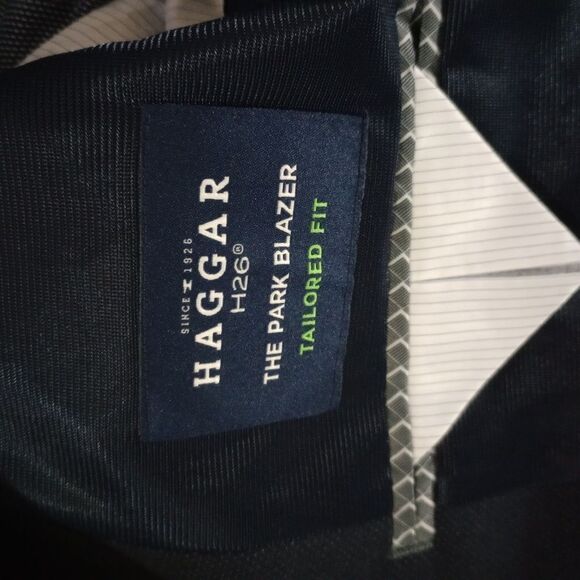 SINCE 1926
HAGGAR
H26®
THE PARK BLAZER
TAILORED FIT